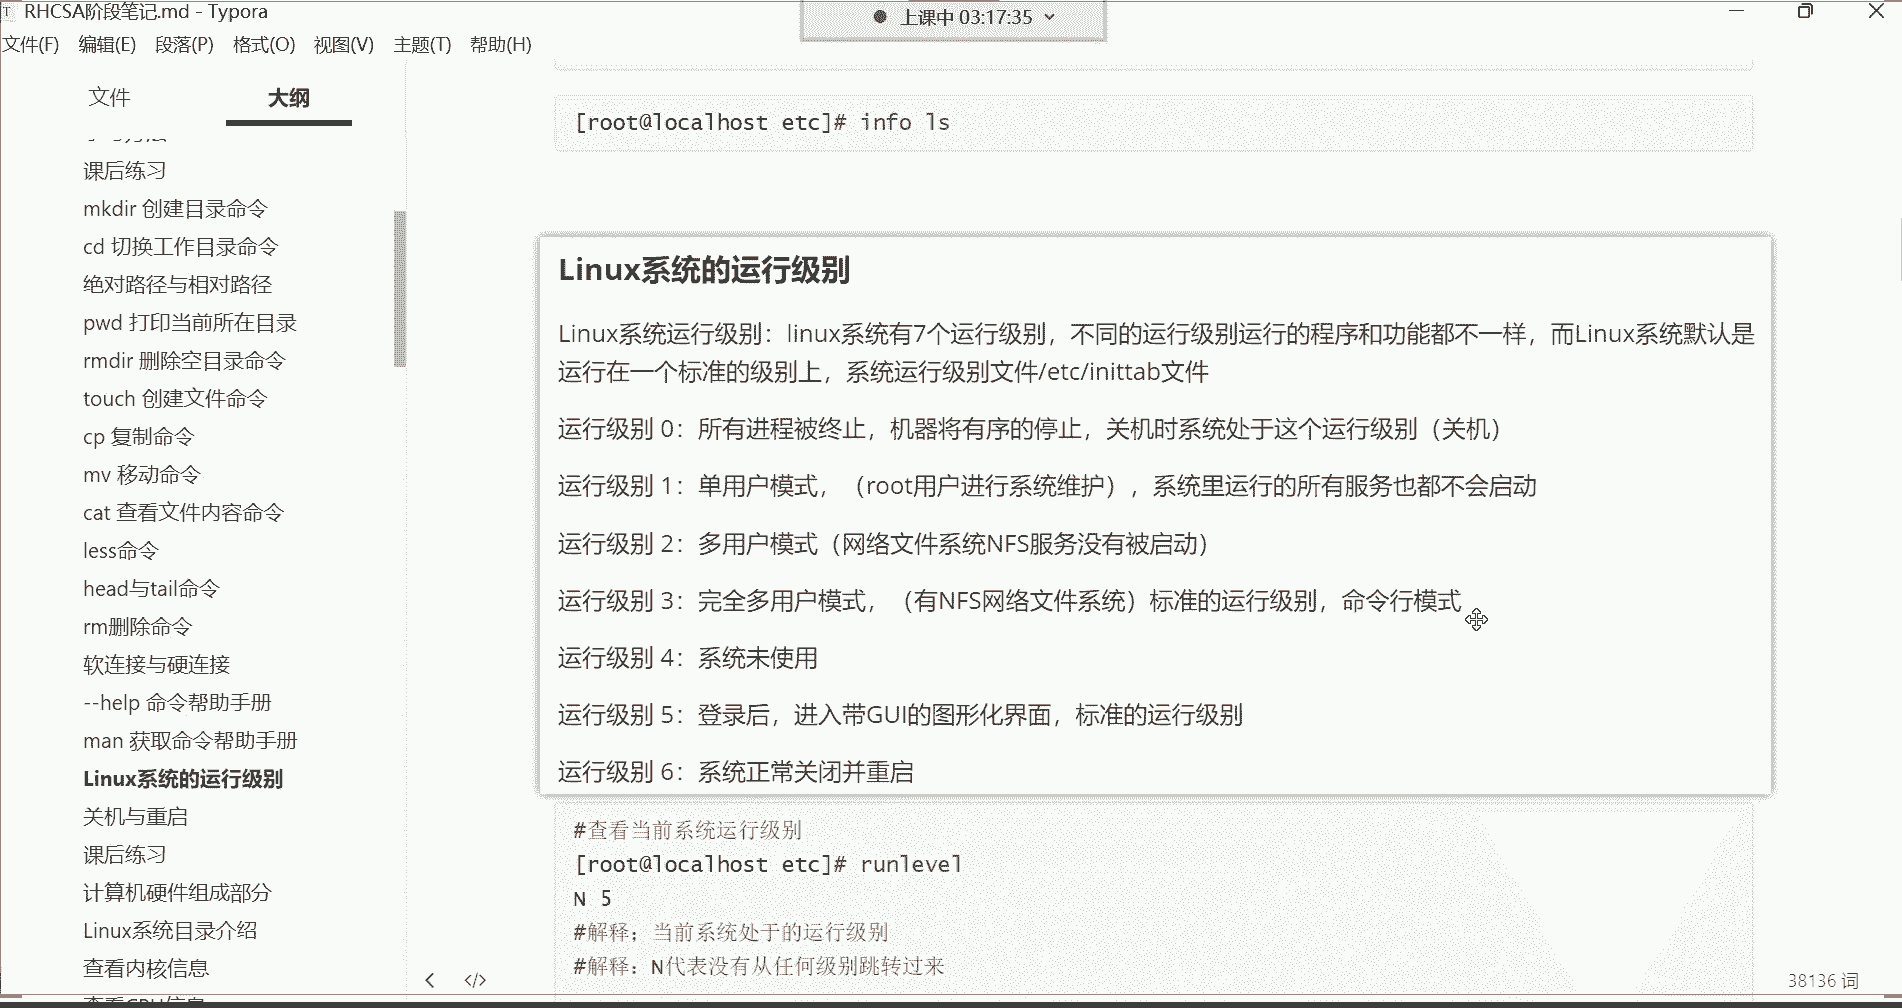 RHCSA阶段笔记.md - Typora
上课中 03:17:35
文件(F) 编辑(E) 段落(P) 格式(O) 视图(V) 主题(T) 帮助(H)
文件 大纲
课后练习
mkdir 创建目录命令
cd 切换工作目录命令
绝对路径与相对路径
pwd 打印当前所在目录
rmdir 删除空目录命令
touch 创建文件命令
cp 复制命令
mv 移动命令
cat 查看文件内容命令
less命令
head与tail命令
rm删除命令
软连接与硬连接
--help 命令帮助手册
man 获取命令帮助手册
Linux系统的运行级别
关机与重启
课后练习
计算机硬件组成部分
Linux系统目录介绍
查看内核信息
查看CPU信息
[root@localhost etc]# info ls
Linux系统的运行级别
Linux系统运行级别：linux系统有7个运行级别，不同的运行级别运行的程序和功能都不一样，而Linux系统默认是
运行在一个标准的级别上，系统运行级别文件/etc/inittab文件
运行级别 0：所有进程被终止，机器将有序的停止，关机时系统处于这个运行级别（关机）
运行级别 1：单用户模式，（root用户进行系统维护），系统里运行的所有服务也都不会启动
运行级别 2：多用户模式（网络文件系统NFS服务没有被启动）
运行级别 3：完全多用户模式，（有NFS网络文件系统）标准的运行级别，命令行模式
运行级别 4：系统未使用
运行级别 5：登录后，进入带GUI的图形化界面，标准的运行级别
运行级别 6：系统正常关闭并重启
#查看当前系统运行级别
[root@localhost etc]# runlevel
N 5
#解释；当前系统处于的运行级别
#解释：N代表没有从任何级别跳转过来
38136 词